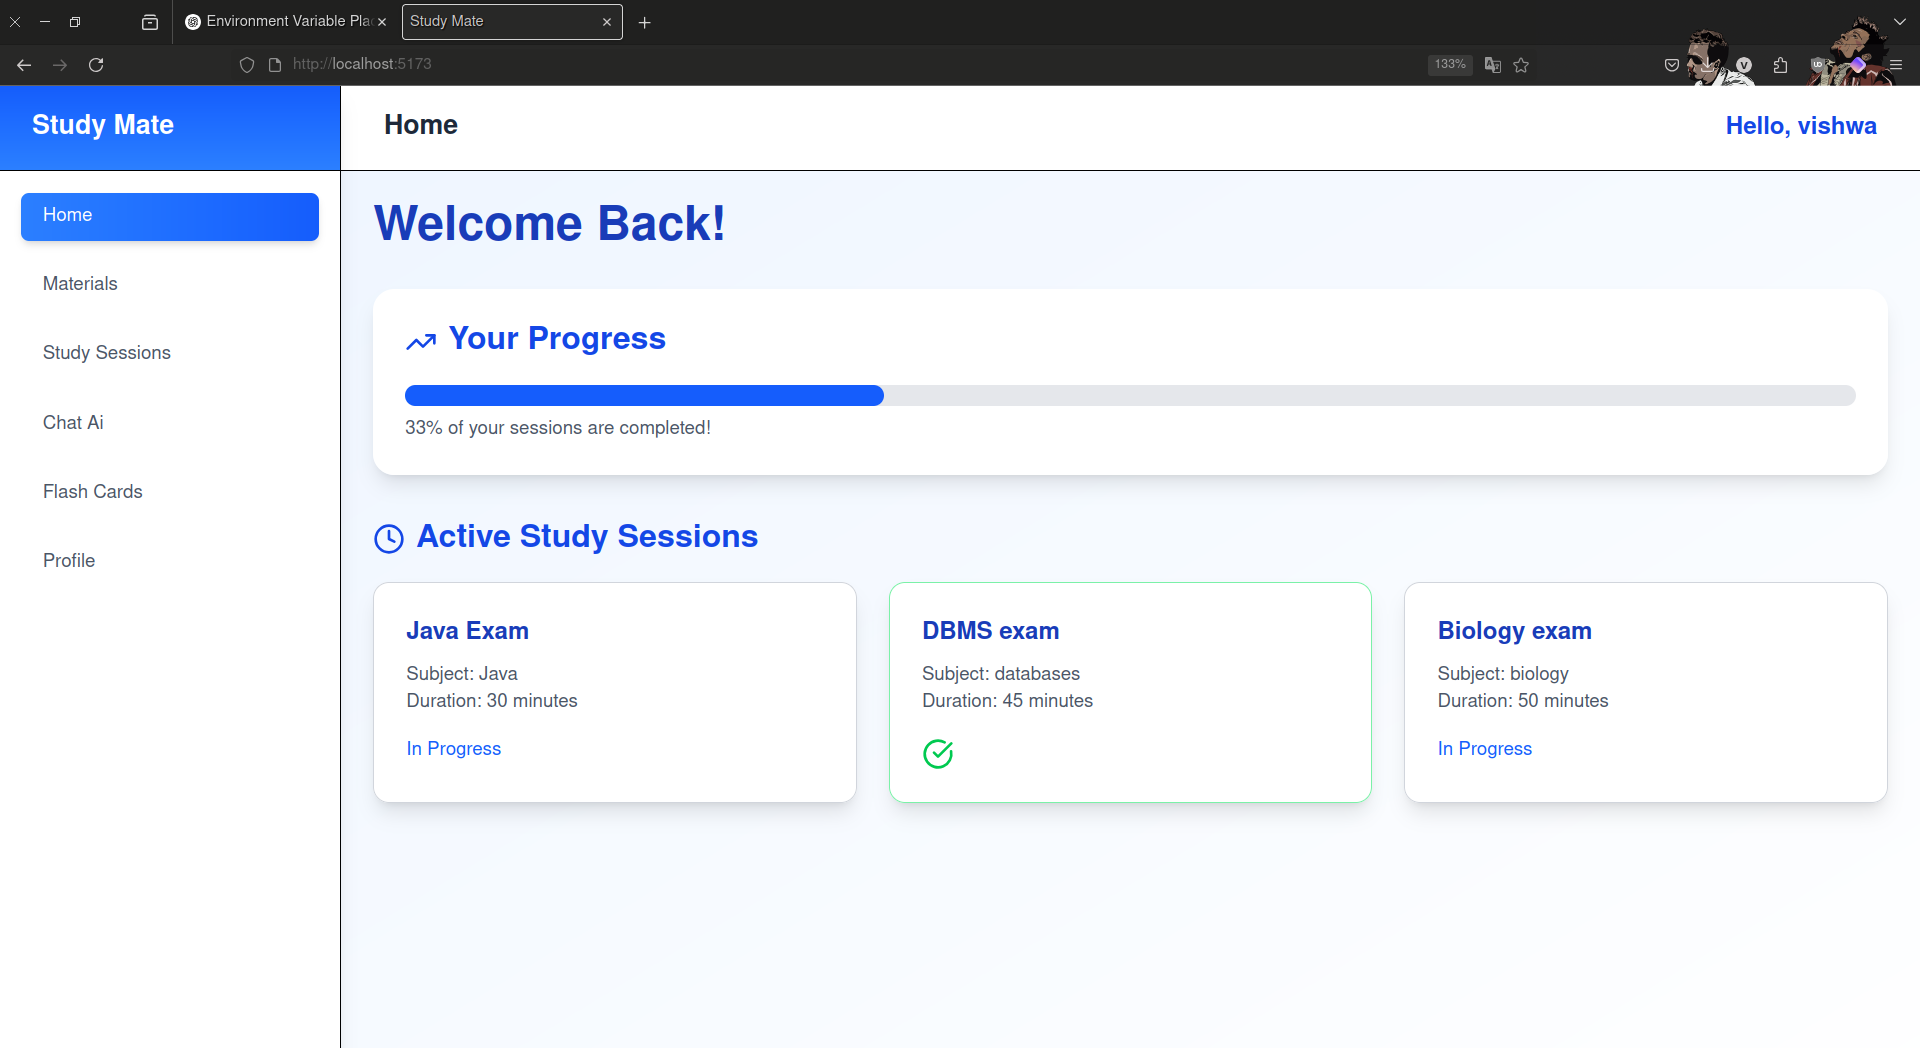 Environment Variable Pla
Study Mate
http://localhost:5173
133%
Study Mate
Home
Hello, vishwa
Home
Materials
Study Sessions
Chat Ai
Flash Cards
Profile
Welcome Back!
Your Progress
33% of your sessions are completed!
Active Study Sessions
Java Exam
Subject: Java
Duration: 30 minutes
In Progress
DBMS exam
Subject: databases
Duration: 45 minutes
Biology exam
Subject: biology
Duration: 50 minutes
In Progress